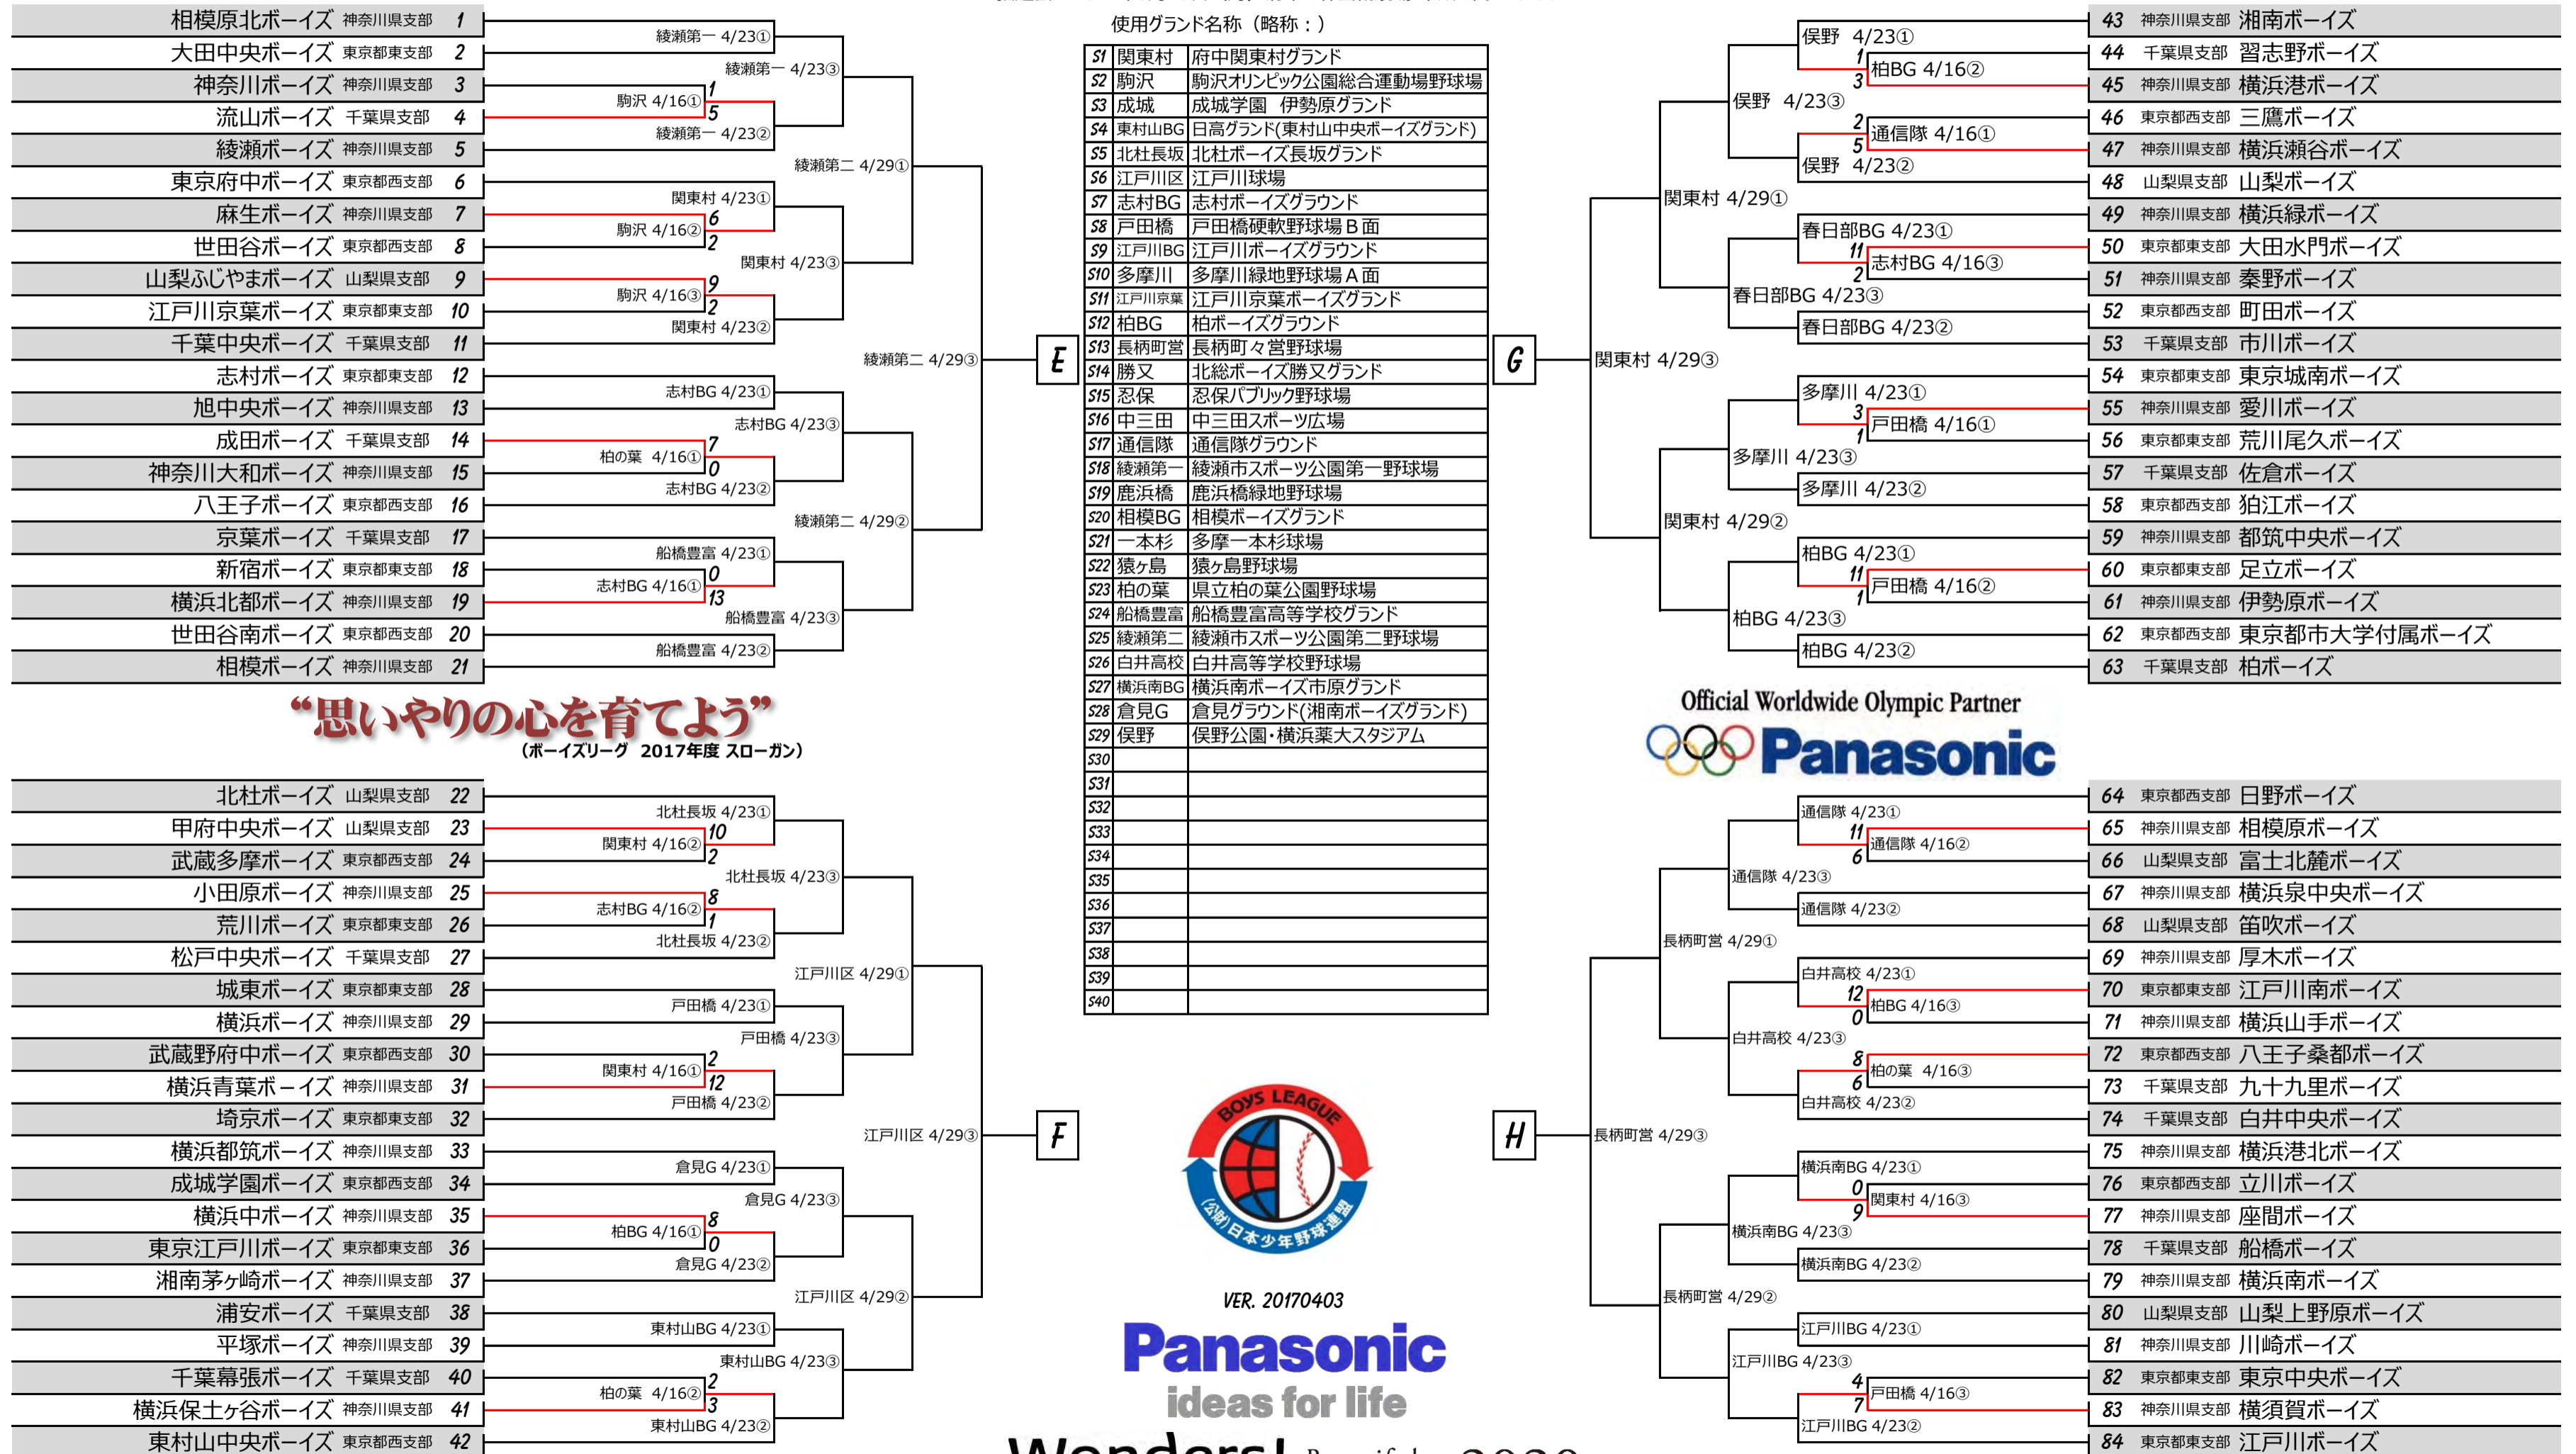 使用グランド名称（略称：）
相模原北ボーイズ 神奈川県支部 1
大田中央ボーイズ 東京都東支部 2
神奈川ボーイズ 神奈川県支部 3
流山ボーイズ 千葉県支部 4
綾瀬ボーイズ 神奈川県支部 5
東京府中ボーイズ 東京都西支部 6
麻生ボーイズ 神奈川県支部 7
世田谷ボーイズ 東京都西支部 8
山梨ふじやまボーイズ 山梨県支部 9
江戸川京葉ボーイズ 東京都東支部 10
千葉中央ボーイズ 千葉県支部 11
志村ボーイズ 東京都東支部 12
旭中央ボーイズ 神奈川県支部 13
成田ボーイズ 千葉県支部 14
神奈川大和ボーイズ 神奈川県支部 15
八王子ボーイズ 東京都西支部 16
京葉ボーイズ 千葉県支部 17
新宿ボーイズ 東京都東支部 18
横浜北都ボーイズ 神奈川県支部 19
世田谷南ボーイズ 東京都西支部 20
相模ボーイズ 神奈川県支部 21
綾瀬第一 4/23①
綾瀬第一 4/23③
1
駒沢 4/16①
5
綾瀬第一 4/23②
綾瀬第二 4/29①
関東村 4/23①
6
駒沢 4/16②
2
関東村 4/23③
9
駒沢 4/16③
2
関東村 4/23②
綾瀬第二 4/29③
E
志村BG 4/23①
志村BG 4/23③
7
柏の葉 4/16①
0
志村BG 4/23②
綾瀬第二 4/29②
船橋豊富 4/23①
0
志村BG 4/16①
13
船橋豊富 4/23③
船橋豊富 4/23②
“思いやりの心を育てよう”
（ボーイズリーグ 2017年度 スローガン）
北杜ボーイズ 山梨県支部 22
甲府中央ボーイズ 山梨県支部 23
武蔵多摩ボーイズ 東京都西支部 24
小田原ボーイズ 神奈川県支部 25
荒川ボーイズ 東京都東支部 26
松戸中央ボーイズ 千葉県支部 27
城東ボーイズ 東京都東支部 28
横浜ボーイズ 神奈川県支部 29
武蔵野府中ボーイズ 東京都西支部 30
横浜青葉ボーイズ 神奈川県支部 31
埼京ボーイズ 東京都東支部 32
横浜都筑ボーイズ 神奈川県支部 33
成城学園ボーイズ 東京都西支部 34
横浜中ボーイズ 神奈川県支部 35
東京江戸川ボーイズ 東京都東支部 36
湘南茅ヶ崎ボーイズ 神奈川県支部 37
浦安ボーイズ 千葉県支部 38
平塚ボーイズ 神奈川県支部 39
千葉幕張ボーイズ 千葉県支部 40
横浜保土ヶ谷ボーイズ 神奈川県支部 41
東村山中央ボーイズ 東京都西支部 42
北杜長坂 4/23①
10
関東村 4/16②
2
北杜長坂 4/23③
8
志村BG 4/16②
1
北杜長坂 4/23②
江戸川区 4/29①
戸田橋 4/23①
戸田橋 4/23③
2
関東村 4/16①
12
戸田橋 4/23②
江戸川区 4/29③
F
倉見G 4/23①
倉見G 4/23③
8
柏BG 4/16①
0
倉見G 4/23②
江戸川区 4/29②
東村山BG 4/23①
東村山BG 4/23③
2
柏の葉 4/16②
3
東村山BG 4/23②
S1 関東村 府中関東村グランド
S2 駒沢 駒沢オリンピック公園総合運動場野球場
S3 成城 成城学園 伊勢原グランド
S4 東村山BG 日高グランド(東村山中央ボーイズグランド)
S5 北杜長坂 北杜ボーイズ長坂グランド
S6 江戸川区 江戸川球場
S7 志村BG 志村ボーイズグラウンド
S8 戸田橋 戸田橋硬軟野球場Ｂ面
S9 江戸川BG 江戸川ボーイズグラウンド
S10 多摩川 多摩川緑地野球場Ａ面
S11 江戸川京葉 江戸川京葉ボーイズグランド
S12 柏BG 柏ボーイズグラウンド
S13 長柄町営 長柄町々営野球場
S14 勝又 北総ボーイズ勝又グランド
S15 忍保 忍保パブリック野球場
S16 中三田 中三田スポーツ広場
S17 通信隊 通信隊グラウンド
S18 綾瀬第一 綾瀬市スポーツ公園第一野球場
S19 鹿浜橋 鹿浜橋緑地野球場
S20 相模BG 相模ボーイズグランド
S21 一本杉 多摩一本杉球場
S22 猿ヶ島 猿ヶ島野球場
S23 柏の葉 県立柏の葉公園野球場
S24 船橋豊富 船橋豊富高等学校グランド
S25 綾瀬第二 綾瀬市スポーツ公園第二野球場
S26 白井高校 白井高等学校野球場
S27 横浜南BG 横浜南ボーイズ市原グランド
S28 倉見G 倉見グラウンド(湘南ボーイズグランド)
S29 俣野 俣野公園・横浜薬大スタジアム
S30
S31
S32
S33
S34
S35
S36
S37
S38
S39
S40
BOYS LEAGUE
(公財)日本少年野球連盟
VER. 20170403
Panasonic
ideas for life
Wonders!
43 神奈川県支部 湘南ボーイズ
44 千葉県支部 習志野ボーイズ
45 神奈川県支部 横浜港ボーイズ
46 東京都西支部 三鷹ボーイズ
47 神奈川県支部 横浜瀬谷ボーイズ
48 山梨県支部 山梨ボーイズ
49 神奈川県支部 横浜緑ボーイズ
50 東京都東支部 大田水門ボーイズ
51 神奈川県支部 秦野ボーイズ
52 東京都西支部 町田ボーイズ
53 千葉県支部 市川ボーイズ
54 東京都東支部 東京城南ボーイズ
55 神奈川県支部 愛川ボーイズ
56 東京都東支部 荒川尾久ボーイズ
57 千葉県支部 佐倉ボーイズ
58 東京都西支部 狛江ボーイズ
59 神奈川県支部 都筑中央ボーイズ
60 東京都東支部 足立ボーイズ
61 神奈川県支部 伊勢原ボーイズ
62 東京都西支部 東京都市大学付属ボーイズ
63 千葉県支部 柏ボーイズ
俣野 4/23①
1
柏BG 4/16②
3
俣野 4/23③
2
通信隊 4/16①
5
俣野 4/23②
関東村 4/29①
春日部BG 4/23①
11
志村BG 4/16③
2
春日部BG 4/23③
春日部BG 4/23②
G
関東村 4/29③
多摩川 4/23①
3
戸田橋 4/16①
1
多摩川 4/23③
多摩川 4/23②
関東村 4/29②
柏BG 4/23①
11
戸田橋 4/16②
1
柏BG 4/23③
柏BG 4/23②
Official Worldwide Olympic Partner
Panasonic
64 東京都西支部 日野ボーイズ
65 神奈川県支部 相模原ボーイズ
66 山梨県支部 富士北麓ボーイズ
67 神奈川県支部 横浜泉中央ボーイズ
68 山梨県支部 笛吹ボーイズ
69 神奈川県支部 厚木ボーイズ
70 東京都東支部 江戸川南ボーイズ
71 神奈川県支部 横浜山手ボーイズ
72 東京都西支部 八王子桑都ボーイズ
73 千葉県支部 九十九里ボーイズ
74 千葉県支部 白井中央ボーイズ
75 神奈川県支部 横浜港北ボーイズ
76 東京都西支部 立川ボーイズ
77 神奈川県支部 座間ボーイズ
78 千葉県支部 船橋ボーイズ
79 神奈川県支部 横浜南ボーイズ
80 山梨県支部 山梨上野原ボーイズ
81 神奈川県支部 川崎ボーイズ
82 東京都東支部 東京中央ボーイズ
83 神奈川県支部 横須賀ボーイズ
84 東京都東支部 江戸川ボーイズ
通信隊 4/23①
11
通信隊 4/16②
6
通信隊 4/23③
通信隊 4/23②
長柄町営 4/29①
白井高校 4/23①
12
柏BG 4/16③
0
白井高校 4/23③
8
柏の葉 4/16③
6
白井高校 4/23②
H
長柄町営 4/29③
横浜南BG 4/23①
0
関東村 4/16③
9
横浜南BG 4/23③
横浜南BG 4/23②
長柄町営 4/29②
江戸川BG 4/23①
江戸川BG 4/23③
4
戸田橋 4/16③
7
江戸川BG 4/23②